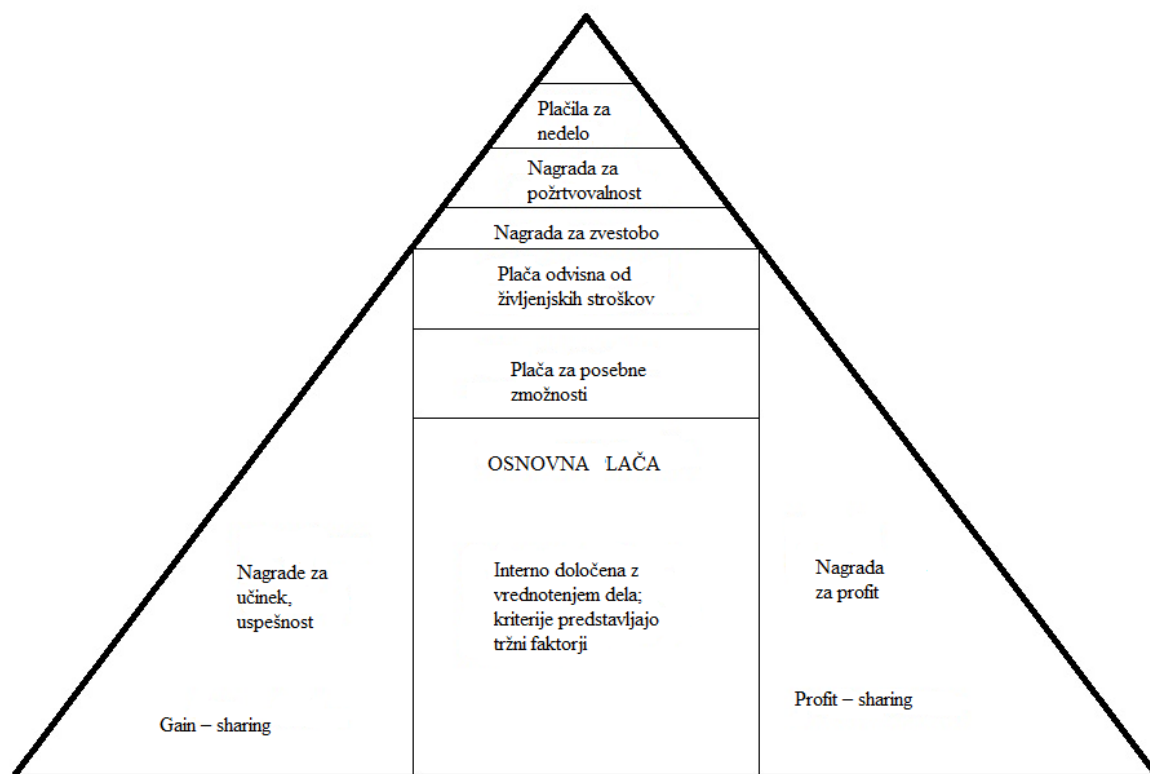 Plačila za
nedelo
Nagrada za
požrtvovalnost
Nagrada za zvestobo
Plača odvisna od
življenjskih stroškov
Plača za posebne
zmožnosti
OSNOVNA LAČA
Nagrade za
učinek,
uspešnost
Interno določena z
vrednotenjem dela;
kriterije predstavljajo
tržni faktorji
Nagrada
za profit
Gain – sharing
Profit – sharing